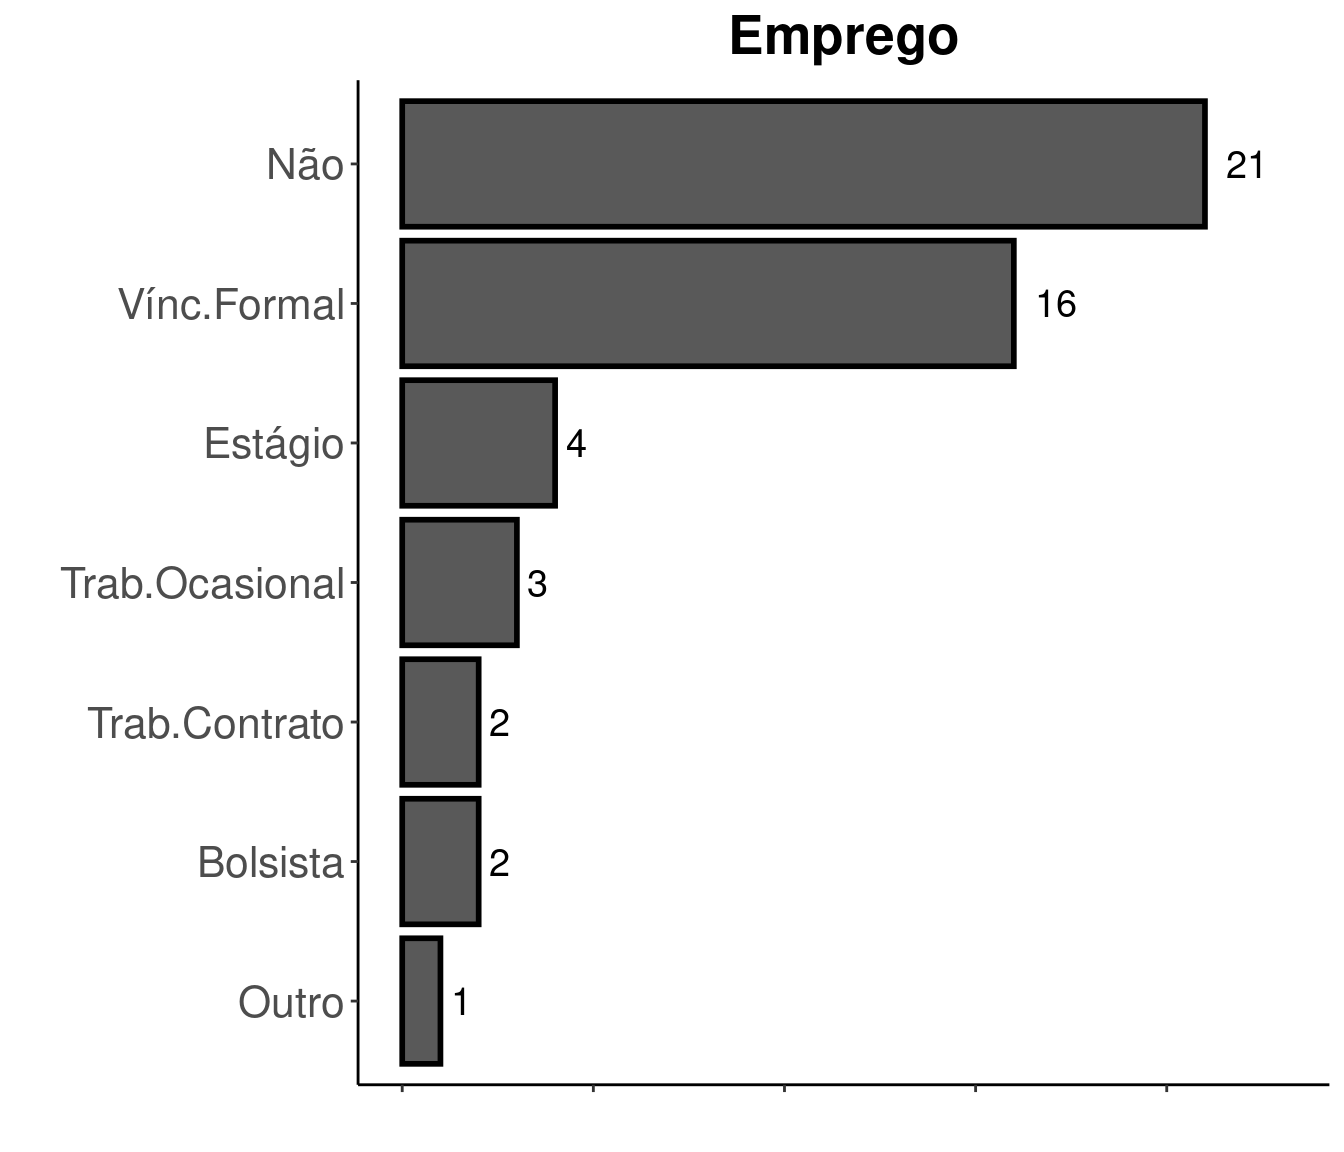 Emprego
Não 21
Vínc.Formal 16
Estágio 4
Trab.Ocasional 3
Trab.Contrato 2
Bolsista 2
Outro 1